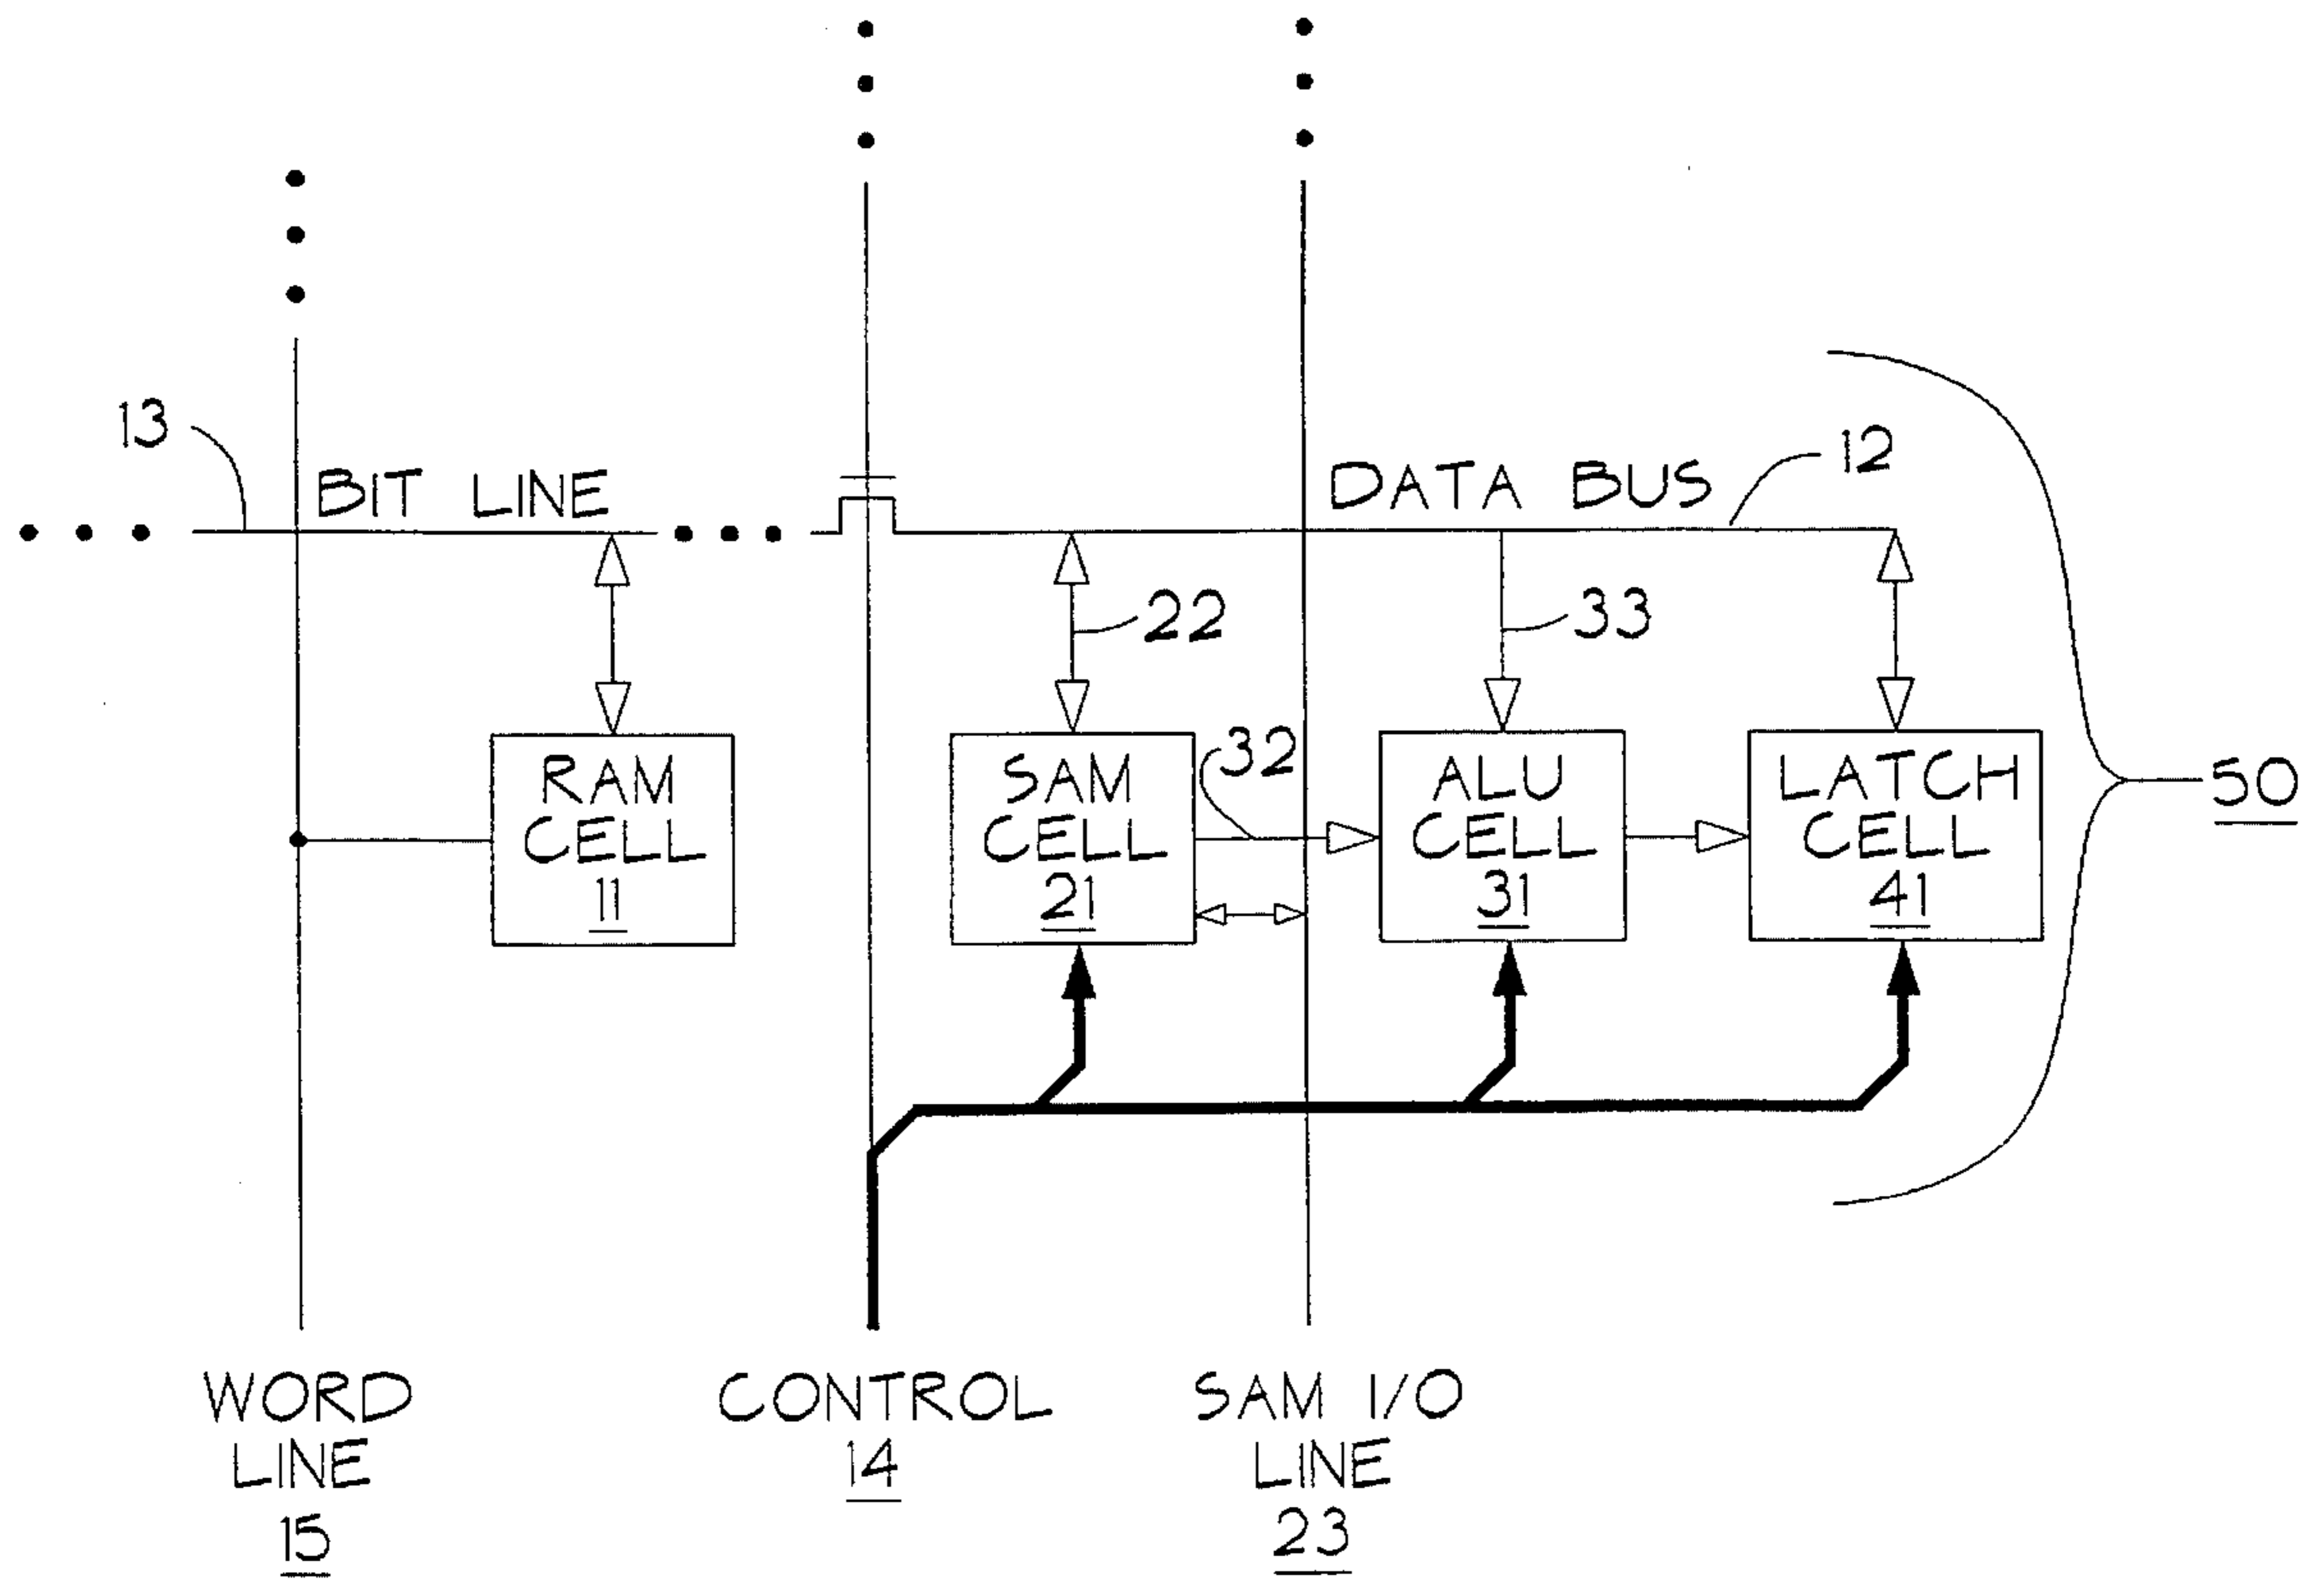 13
BIT LINE
DATA BUS
12
22
33
32
RAM
CELL
11
SAM
CELL
21
ALU
CELL
31
LATCH
CELL
41
50
WORD
LINE
15
CONTROL
14
SAM I/O
LINE
23